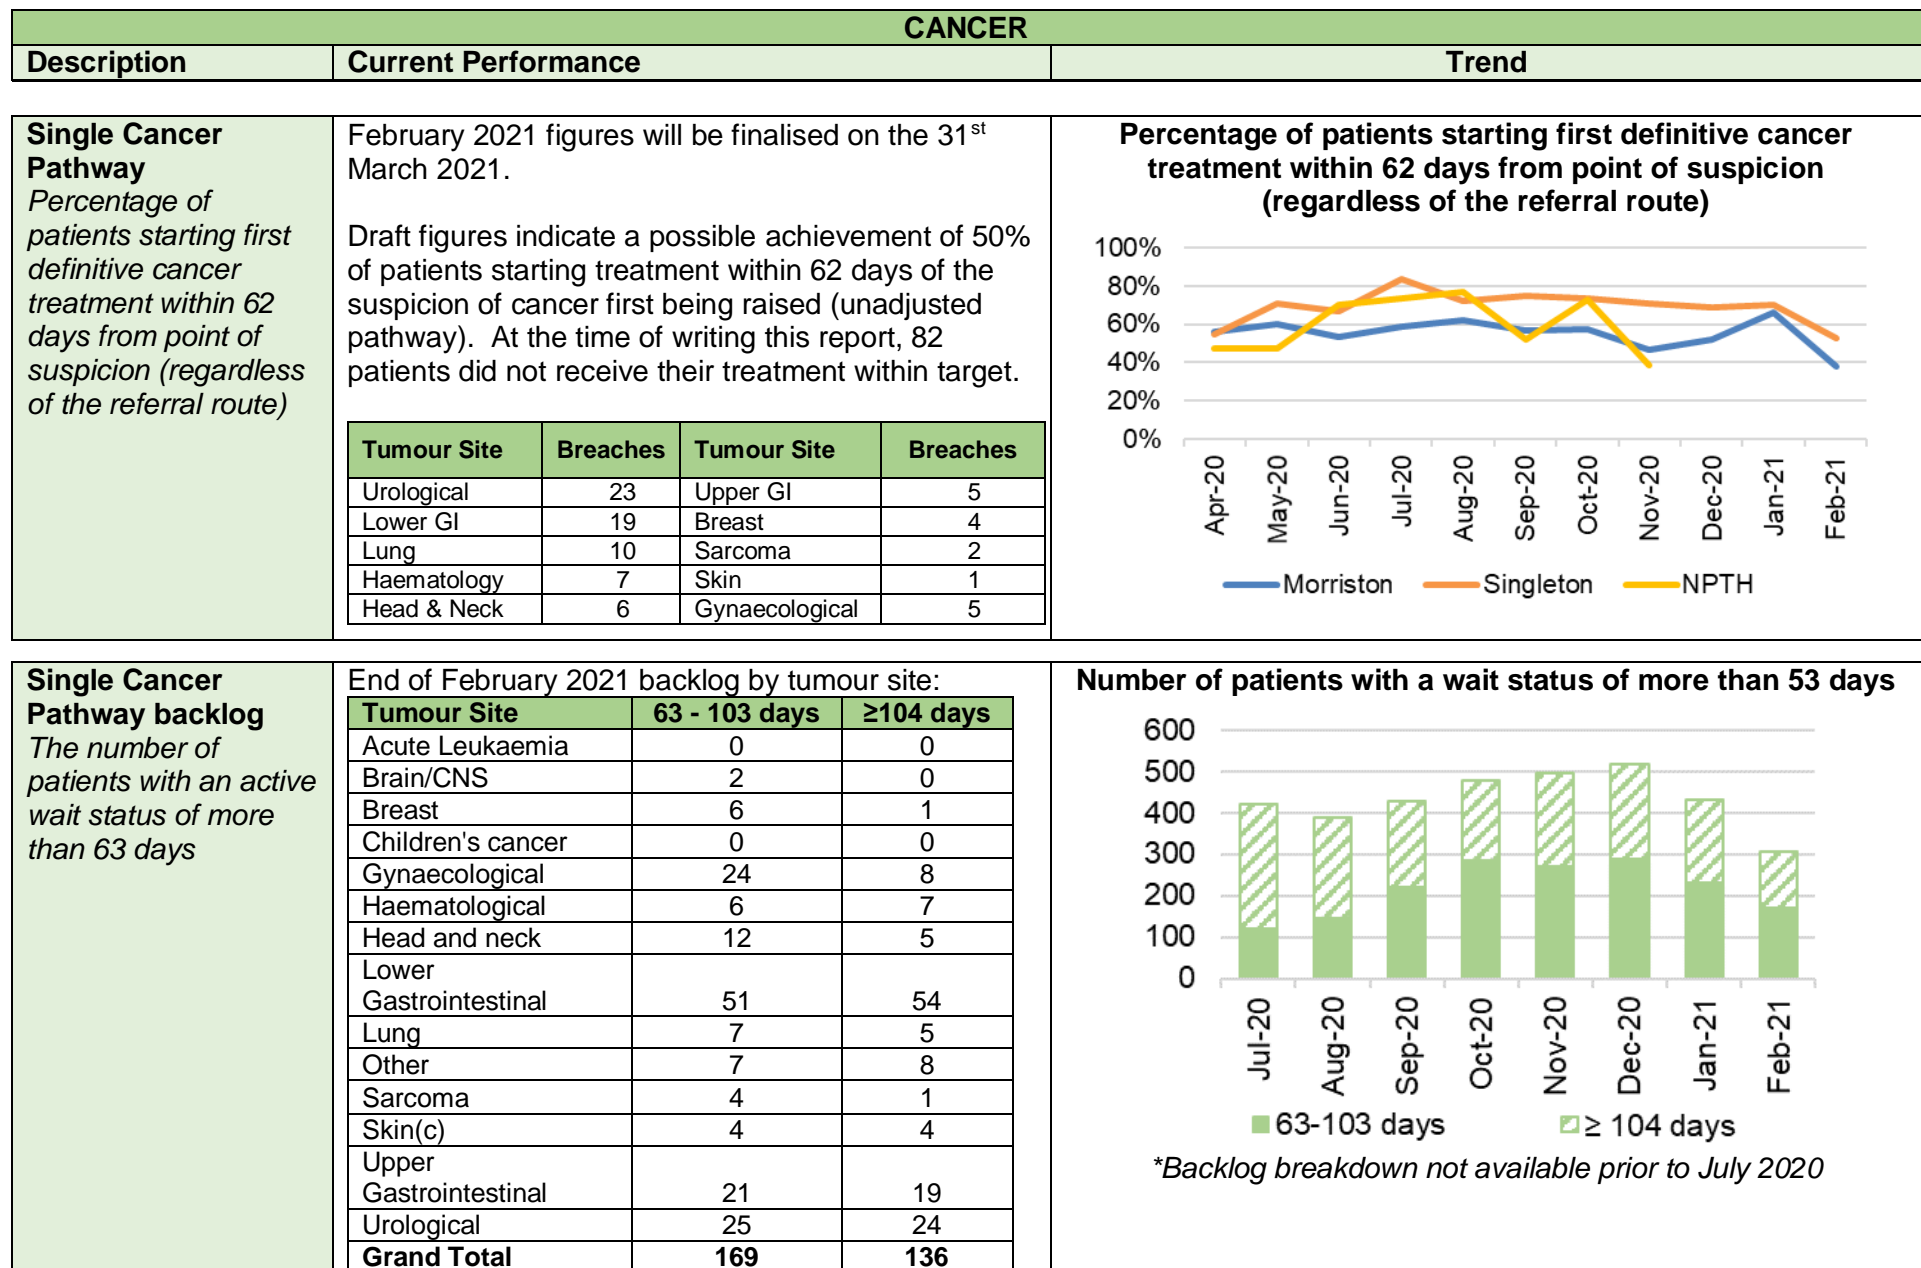 CANCER
Description Current Performance Trend
Single Cancer
Pathway
Percentage of
patients starting first
definitive cancer
treatment within 62
days from point of
suspicion (regardless
of the referral route)
February 2021 figures will be finalised on the 31st
March 2021.
Draft figures indicate a possible achievement of 50%
of patients starting treatment within 62 days of the
suspicion of cancer first being raised (unadjusted
pathway). At the time of writing this report, 82
patients did not receive their treatment within target.
Tumour Site Breaches Tumour Site Breaches
Urological 23 Upper GI 5
Lower GI 19 Breast 4
Lung 10 Sarcoma 2
Haematology 7 Skin 1
Head & Neck 6 Gynaecological 5
Percentage of patients starting first definitive cancer
treatment within 62 days from point of suspicion
(regardless of the referral route)
100%
80%
60%
40%
20%
0%
Apr-20 May-20 Jun-20 Jul-20 Aug-20 Sep-20 Oct-20 Nov-20 Dec-20 Jan-21 Feb-21
Morriston Singleton NPTH
Single Cancer
Pathway backlog
The number of
patients with an active
wait status of more
than 63 days
End of February 2021 backlog by tumour site:
Tumour Site 63 - 103 days ≥104 days
Acute Leukaemia 0 0
Brain/CNS 2 0
Breast 6 1
Children's cancer 0 0
Gynaecological 24 8
Haematological 6 7
Head and neck 12 5
Lower
Gastrointestinal 51 54
Lung 7 5
Other 7 8
Sarcoma 4 1
Skin(c) 4 4
Upper
Gastrointestinal 21 19
Urological 25 24
Grand Total 169 136
Number of patients with a wait status of more than 53 days
600
500
400
300
200
100
0
Jul-20 Aug-20 Sep-20 Oct-20 Nov-20 Dec-20 Jan-21 Feb-21
63-103 days ≥ 104 days
*Backlog breakdown not available prior to July 2020